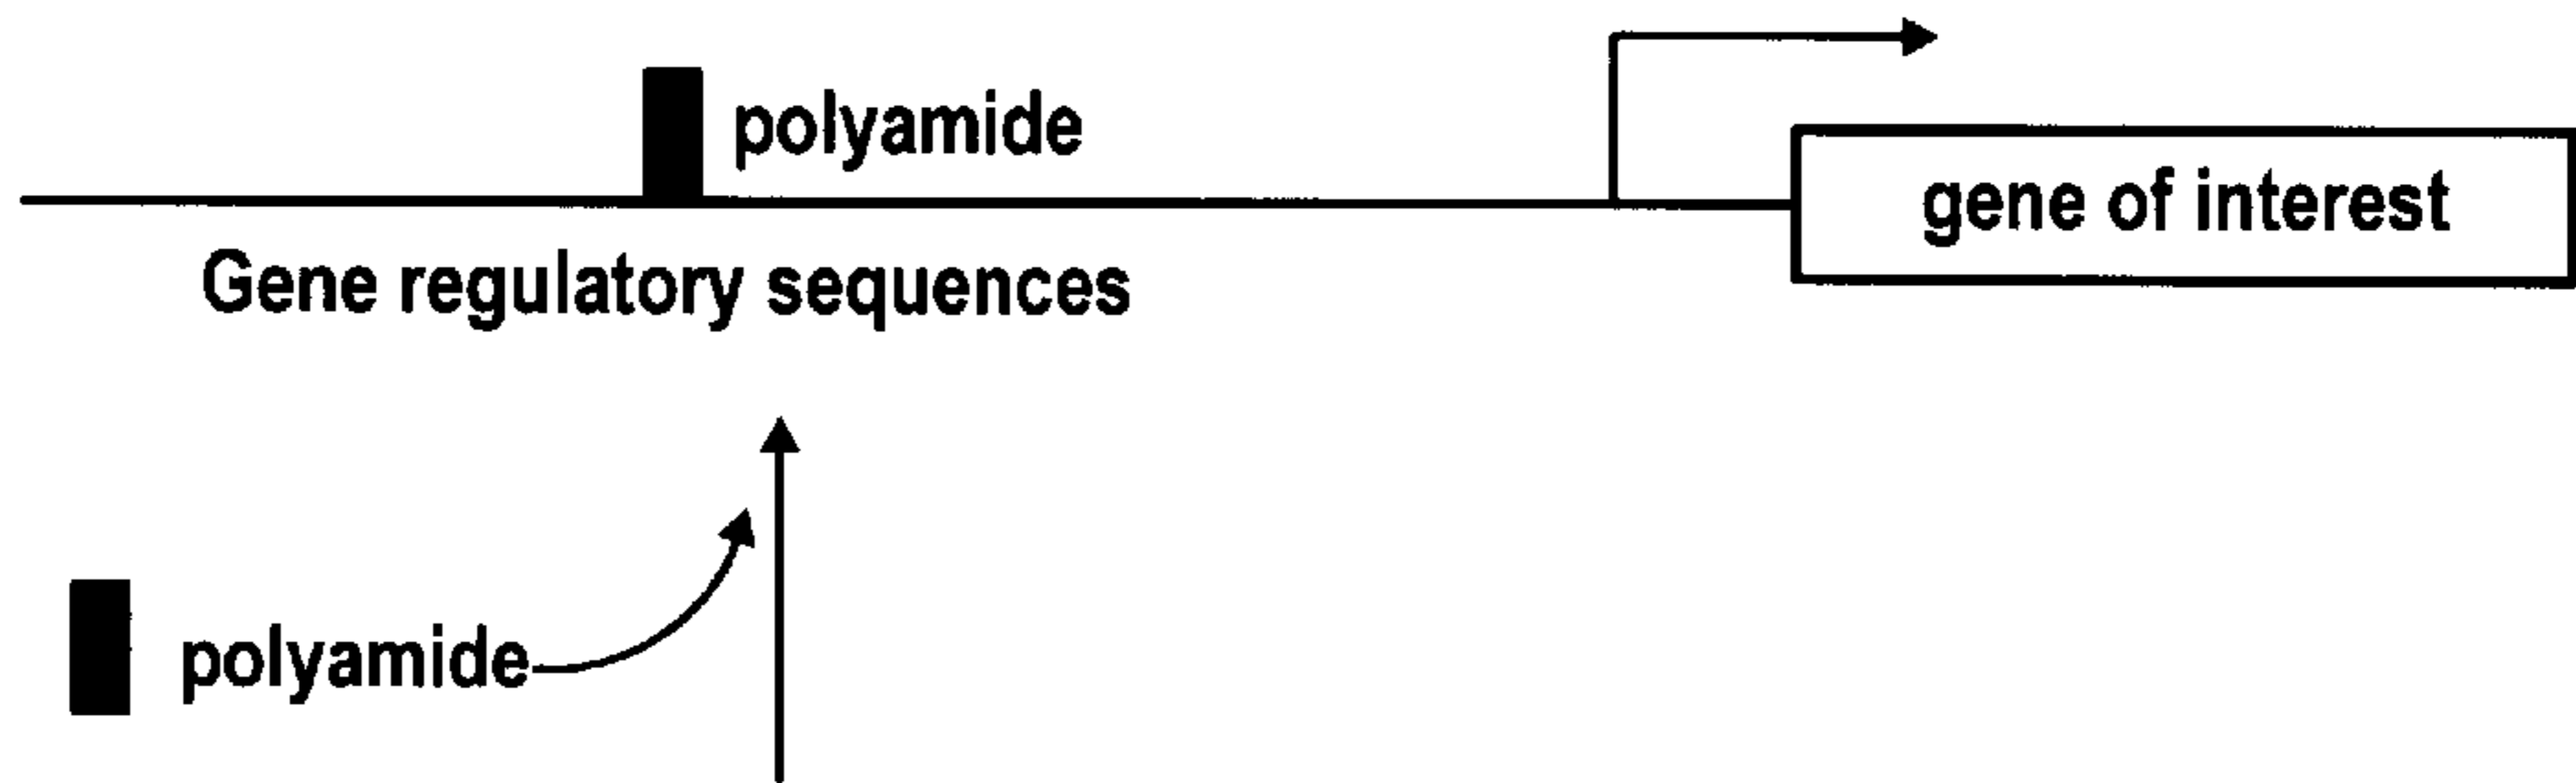 polyamide
gene of interest
Gene regulatory sequences
polyamide